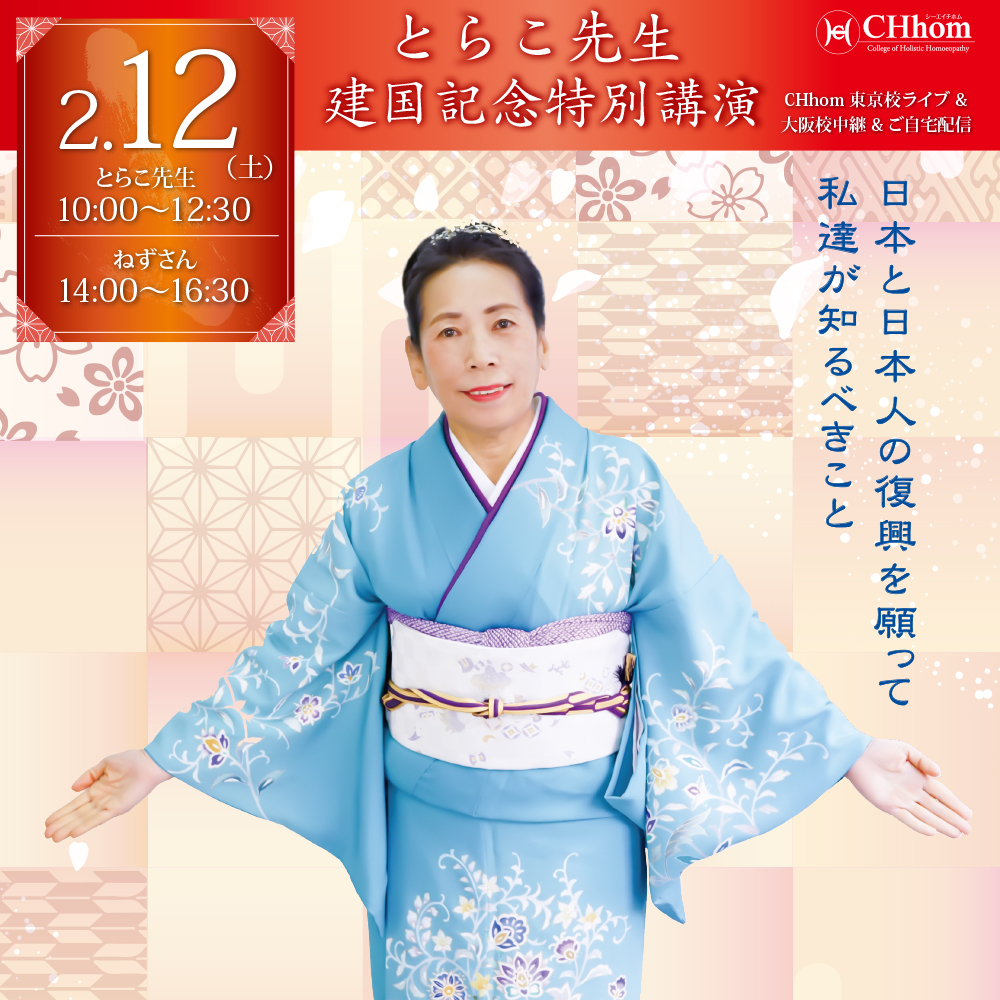 2.12
(土)
とらこ先生
10:00～12:30
ねずさん
14:00～16:30
とらこ先生
建国記念特別講演
シーエイチホム
CHhom
College of Holistic Homoeopathy
CHhom 東京校ライブ &
大阪校中継 & ご自宅配信
日本と日本人の復興を願って
私達が知るべきこと